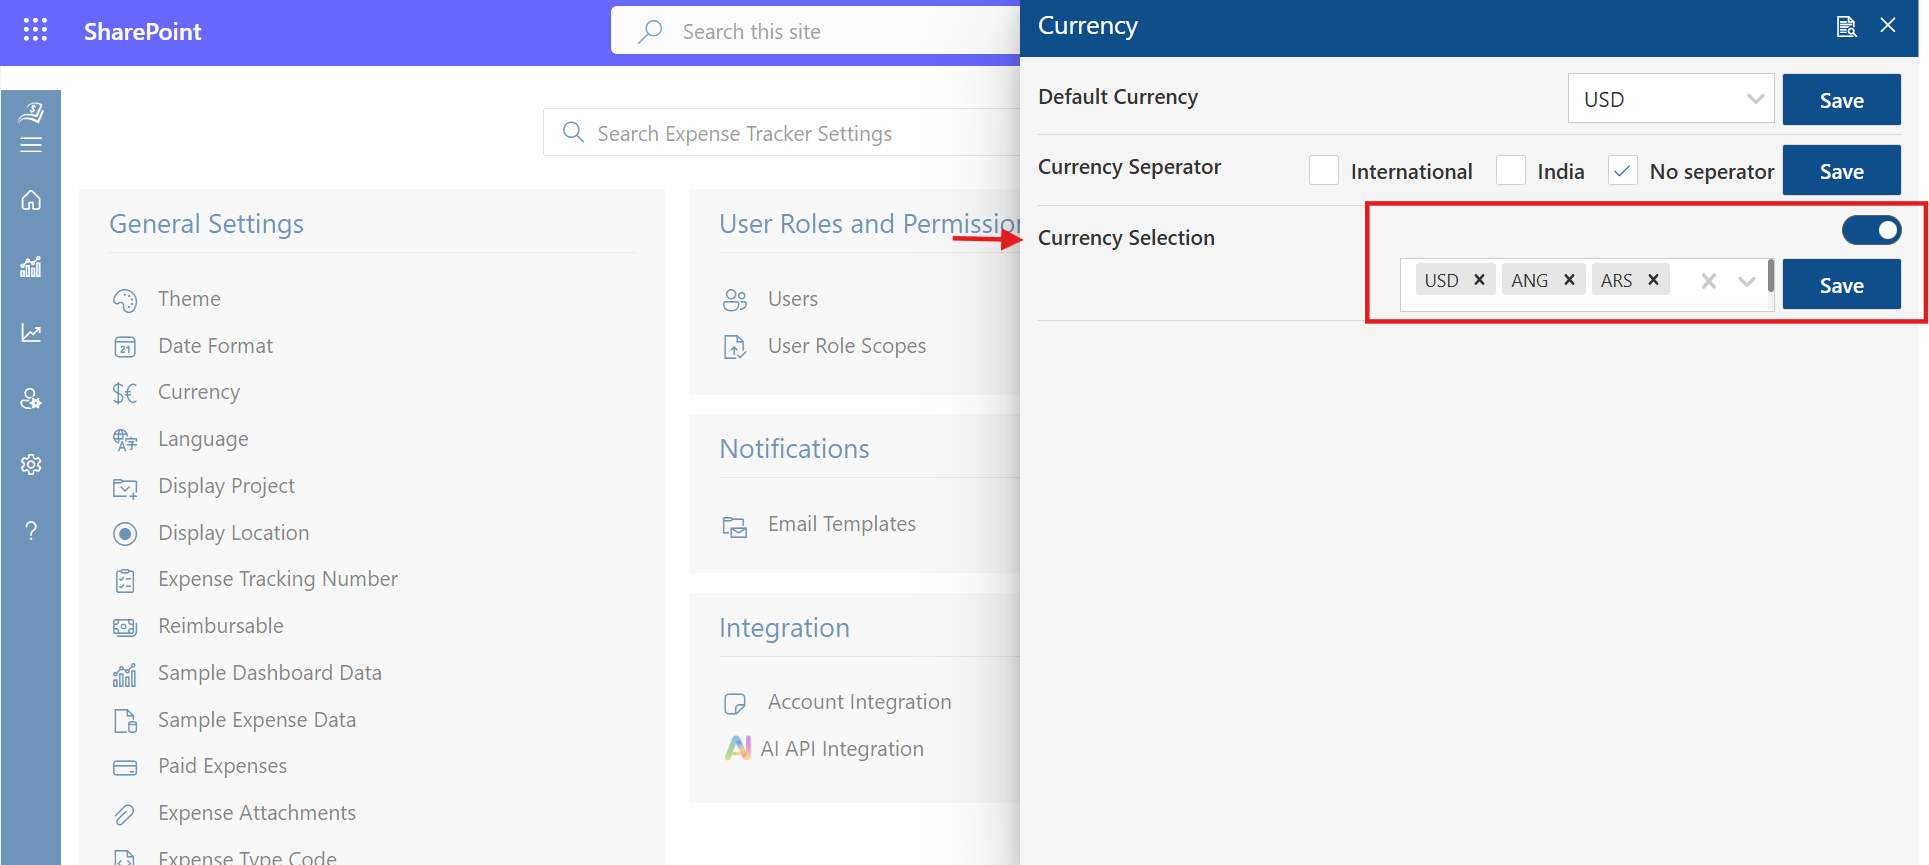 SharePoint
Search this site
Search Expense Tracker Settings
General Settings
Theme
21
Date Format
$€ Currency
Language
Display Project
Display Location
Expense Tracking Number
Reimbursable
Sample Dashboard Data
Sample Expense Data
Paid Expenses
Expense Attachments
Expense Type Code
User Roles and Permission
Users
User Role Scopes
Notifications
Email Templates
Integration
Account Integration
AI AI API Integration
Currency
Default Currency
USD
Save
Currency Seperator
International
India
No seperator
Save
Currency Selection
USD
ANG
ARS
Save